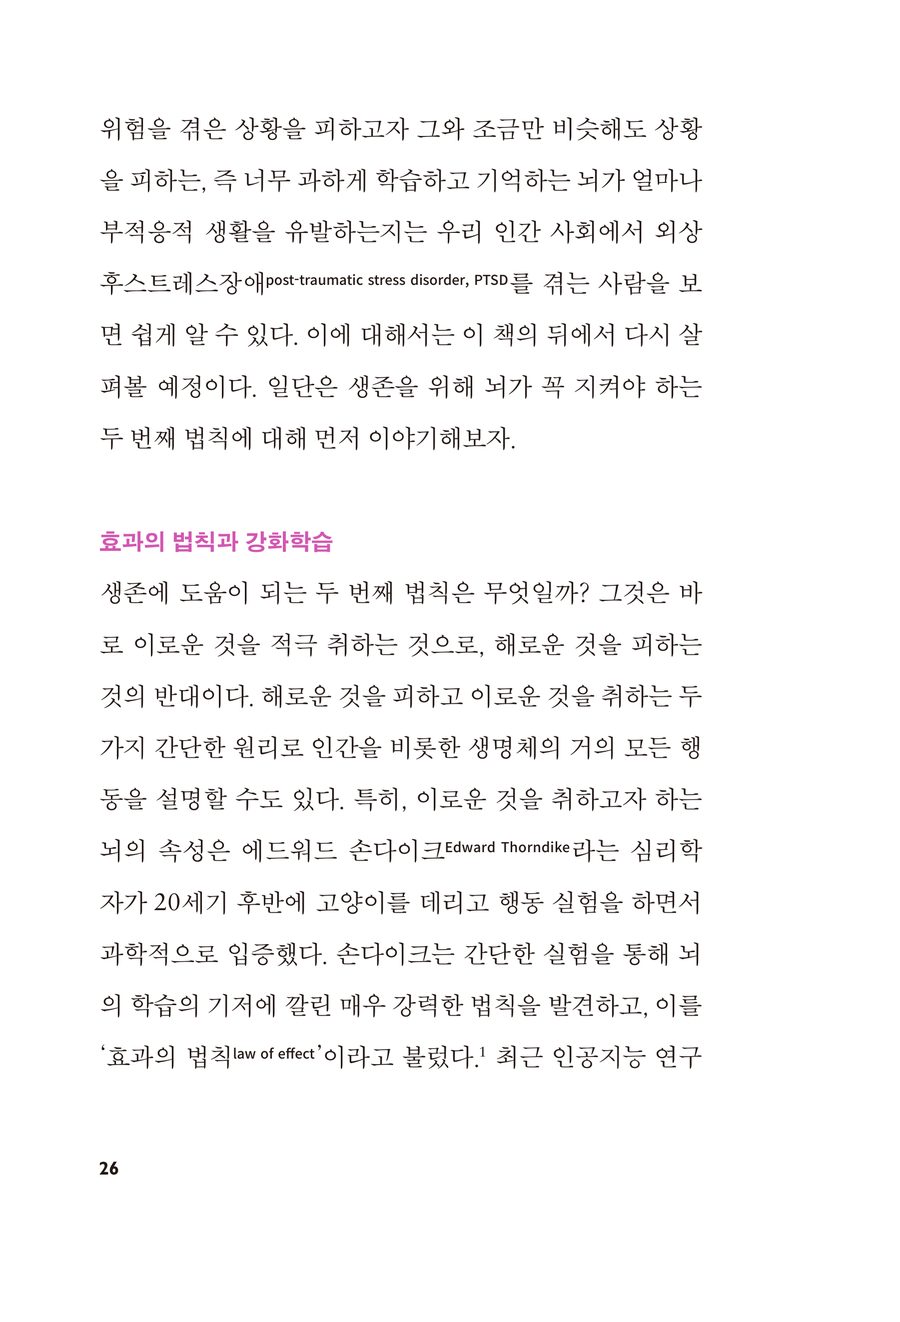 위험을 겪은 상황을 피하고자 그와 조금만 비슷해도 상황
을 피하는, 즉 너무 과하게 학습하고 기억하는 뇌가 얼마나
부적응적 생활을 유발하는지는 우리 인간 사회에서 외상
후스트레스장애post-traumatic stress disorder, PTSD를 겪는 사람을 보
면 쉽게 알 수 있다. 이에 대해서는 이 책의 뒤에서 다시 살
펴볼 예정이다. 일단은 생존을 위해 뇌가 꼭 지켜야 하는
두 번째 법칙에 대해 먼저 이야기해보자.
효과의 법칙과 강화학습
생존에 도움이 되는 두 번째 법칙은 무엇일까? 그것은 바
로 이로운 것을 적극 취하는 것으로, 해로운 것을 피하는
것의 반대이다. 해로운 것을 피하고 이로운 것을 취하는 두
가지 간단한 원리로 인간을 비롯한 생명체의 거의 모든 행
동을 설명할 수도 있다. 특히, 이로운 것을 취하고자 하는
뇌의 속성은 에드워드 손다이크Edward Thorndike라는 심리학
자가 20세기 후반에 고양이를 데리고 행동 실험을 하면서
과학적으로 입증했다. 손다이크는 간단한 실험을 통해 뇌
의 학습의 기저에 깔린 매우 강력한 법칙을 발견하고, 이를
‘효과의 법칙law of effect’이라고 불렀다.¹ 최근 인공지능 연구
26